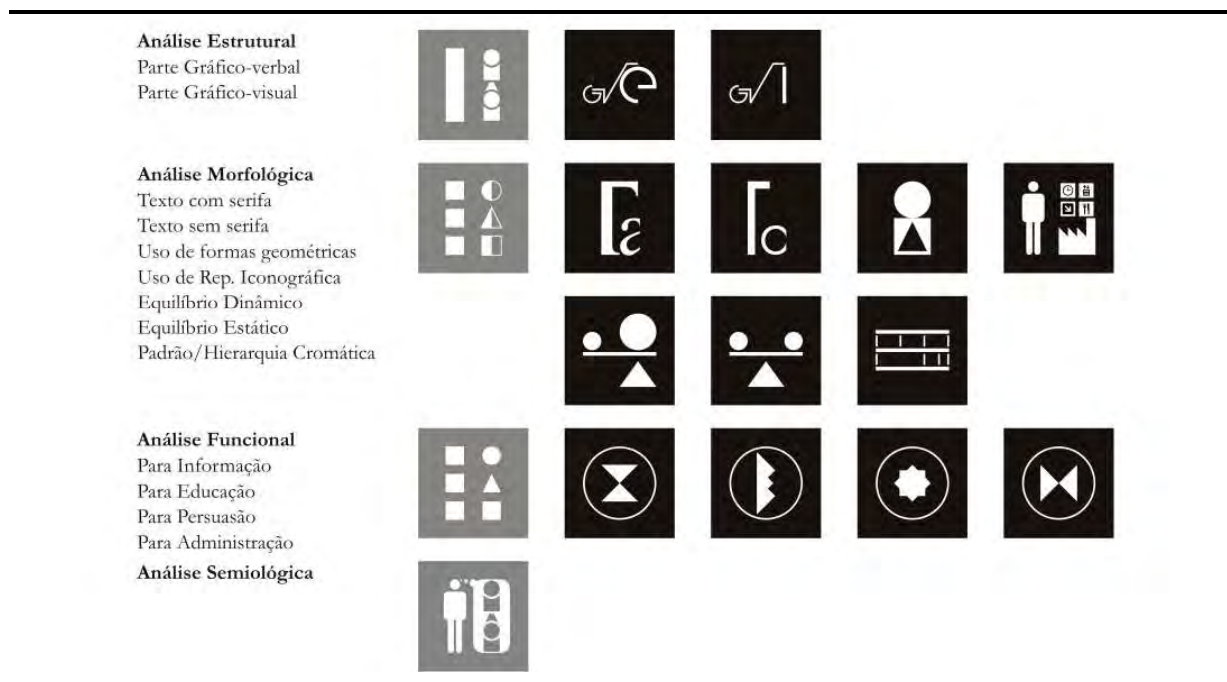 Análise Estrutural
Parte Gráfico-verbal
Parte Gráfico-visual
Análise Morfológica
Texto com serifa
Texto sem serifa
Uso de formas geométricas
Uso de Rep. Iconográfica
Equilíbrio Dinâmico
Equilíbrio Estático
Padrão/Hierarquia Cromática
Análise Funcional
Para Informação
Para Educação
Para Persuasão
Para Administração
Análise Semiológica